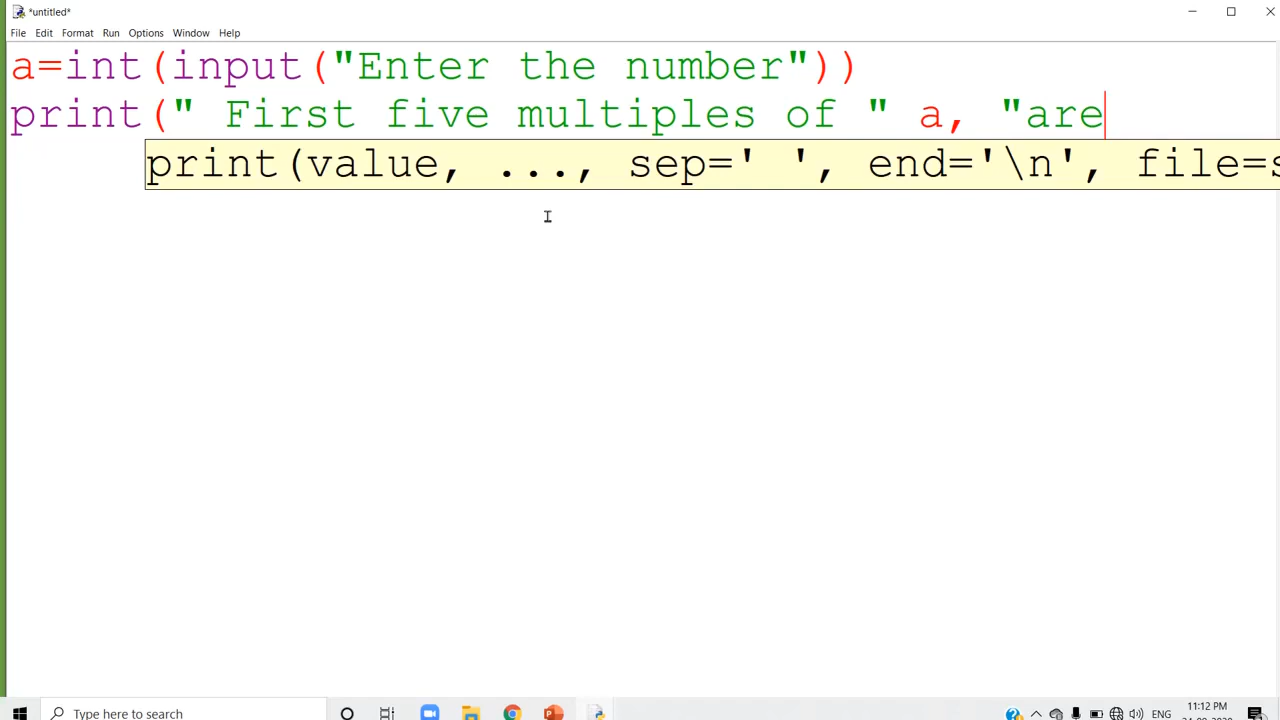 *untitled*
File Edit Format Run Options Window Help
a=int(input("Enter the number"))
print(" First five multiples of " a, "are
print(value, ..., sep=' ', end='\n', file=s
Type here to search
ENG
11:12 PM